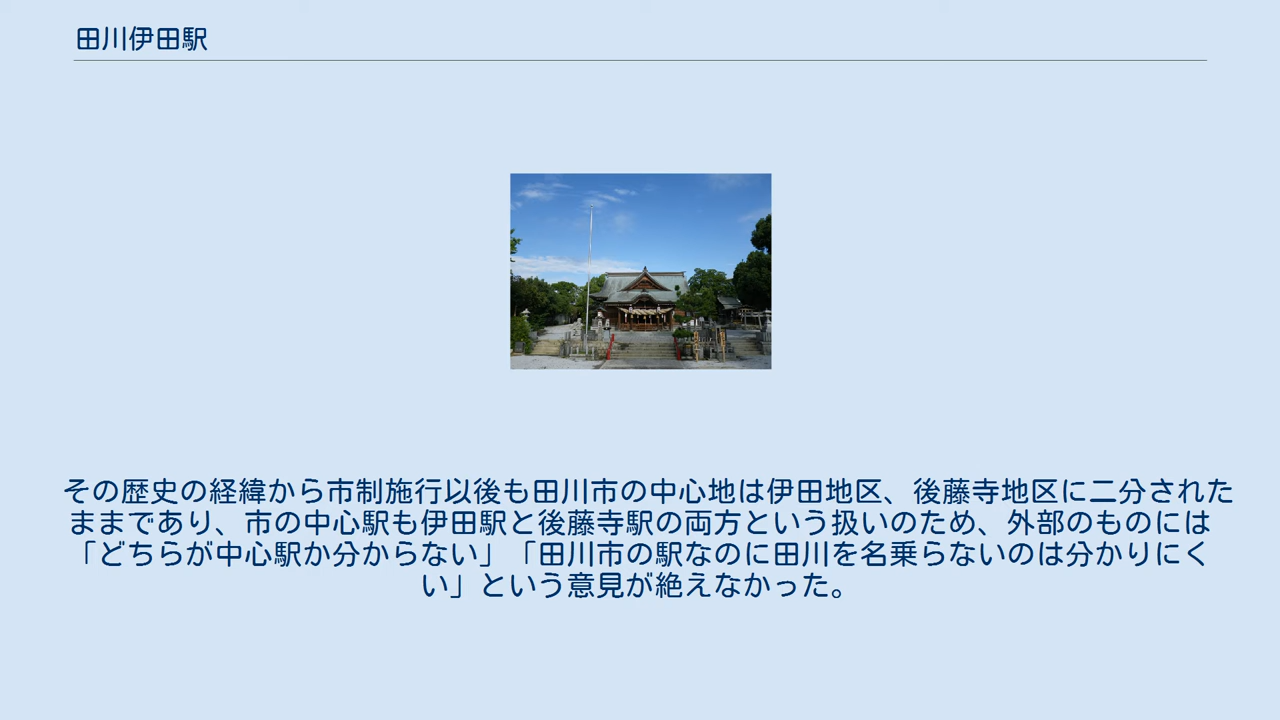 田川伊田駅
その歴史の経緯から市制施行以後も田川市の中心地は伊田地区、後藤寺地区に二分された
ままであり、市の中心駅も伊田駅と後藤寺駅の両方という扱いのため、外部のものには
「どちらが中心駅か分からない」「田川市の駅なのに田川を名乗らないのは分かりにく
い」という意見が絶えなかった。